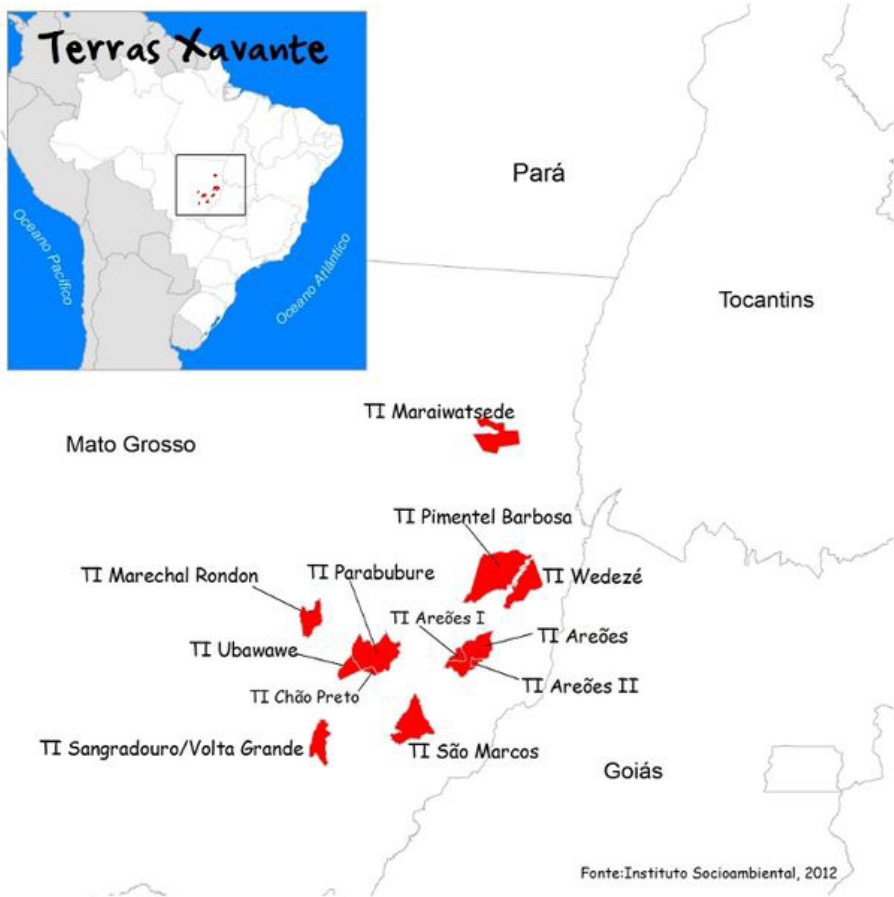 Terras Xavante
Oceano Pacífico
Oceano Atlântico
Pará
Tocantins
TI Maraiwatsede
Mato Grosso
TI Pimentel Barbosa
TI Marechal Rondon
TI Parabubure
TI Wedezé
TI Areões I
TI Areões
TI Ubawawe
TI Areões II
TI Chão Preto
TI Sangradouro/Volta Grande
TI São Marcos
Goiás
Fonte:Instituto Socioambiental, 2012